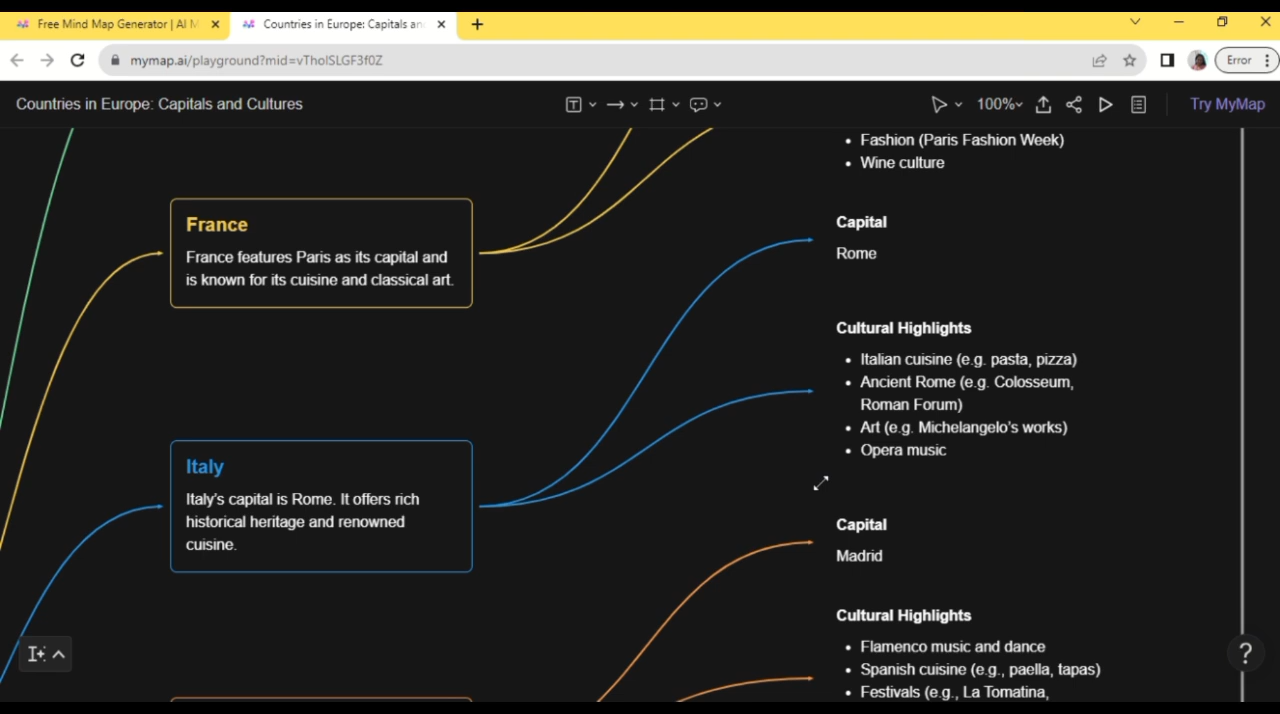 Free Mind Map Generator | AI M
Countries in Europe: Capitals an
mymap.ai/playground?mid=vThoISLGF3f0Z
Error
Countries in Europe: Capitals and Cultures
T
100%
Try MyMap
Fashion (Paris Fashion Week)
Wine culture
France
France features Paris as its capital and
is known for its cuisine and classical art.
Capital
Rome
Cultural Highlights
Italian cuisine (e.g. pasta, pizza)
Ancient Rome (e.g. Colosseum,
Roman Forum)
Art (e.g. Michelangelo's works)
Opera music
Italy
Italy's capital is Rome. It offers rich
historical heritage and renowned
cuisine.
Capital
Madrid
Cultural Highlights
Flamenco music and dance
Spanish cuisine (e.g., paella, tapas)
Festivals (e.g., La Tomatina,
?